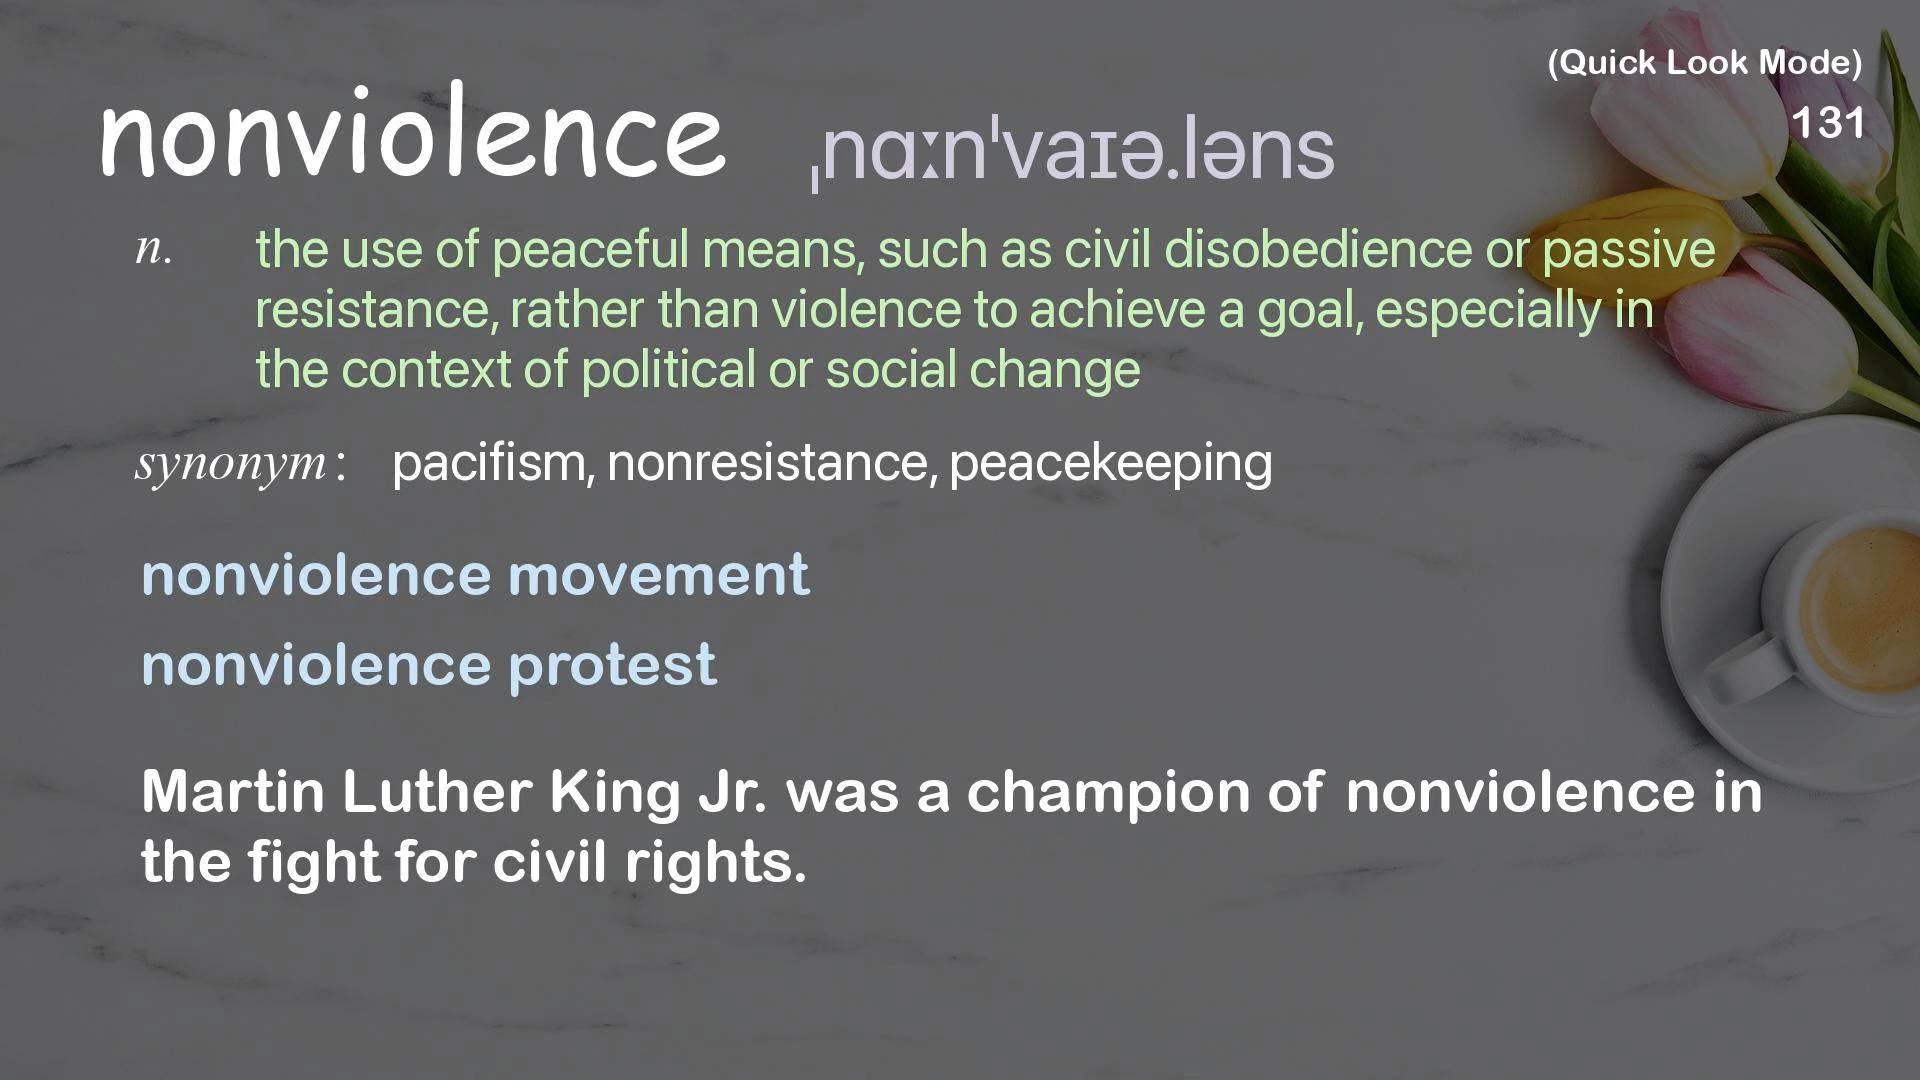 (Quick Look Mode)
131
nonviolence ˌnɑːnˈvaɪə.ləns
n. the use of peaceful means, such as civil disobedience or passive
resistance, rather than violence to achieve a goal, especially in
the context of political or social change
synonym : pacifism, nonresistance, peacekeeping
nonviolence movement
nonviolence protest
Martin Luther King Jr. was a champion of nonviolence in
the fight for civil rights.